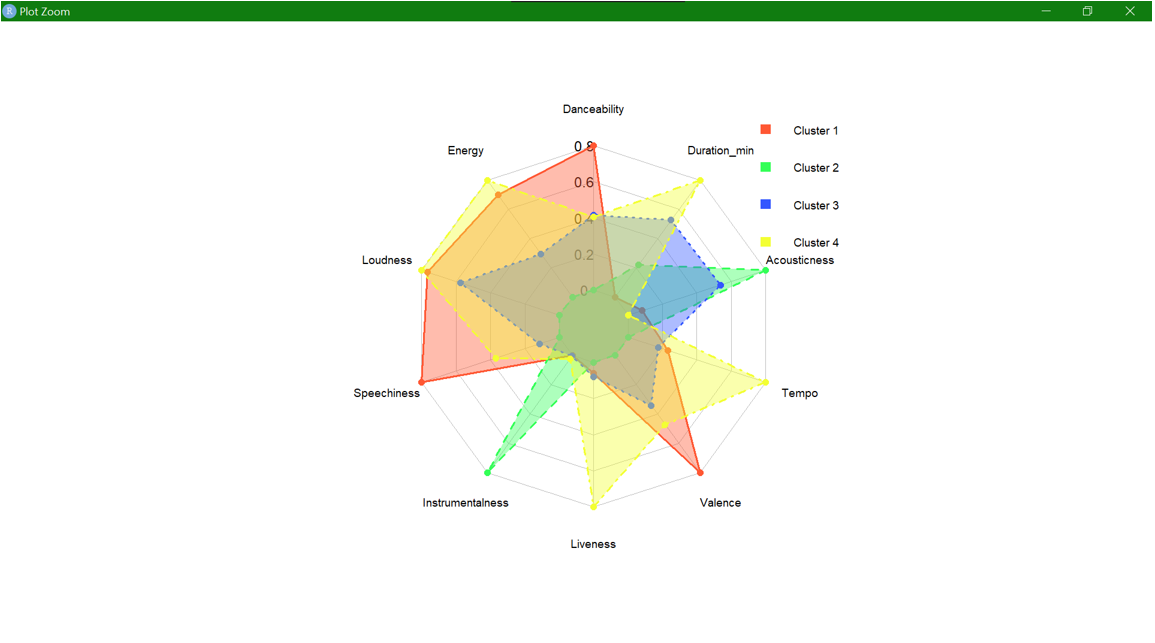 R Plot Zoom
Danceability
Cluster 1
Energy
0.8
Duration_min
Cluster 2
0.6
Cluster 3
0.4
Cluster 4
Loudness
0.2
Acousticness
0
Speechiness
Tempo
Instrumentalness
Valence
Liveness